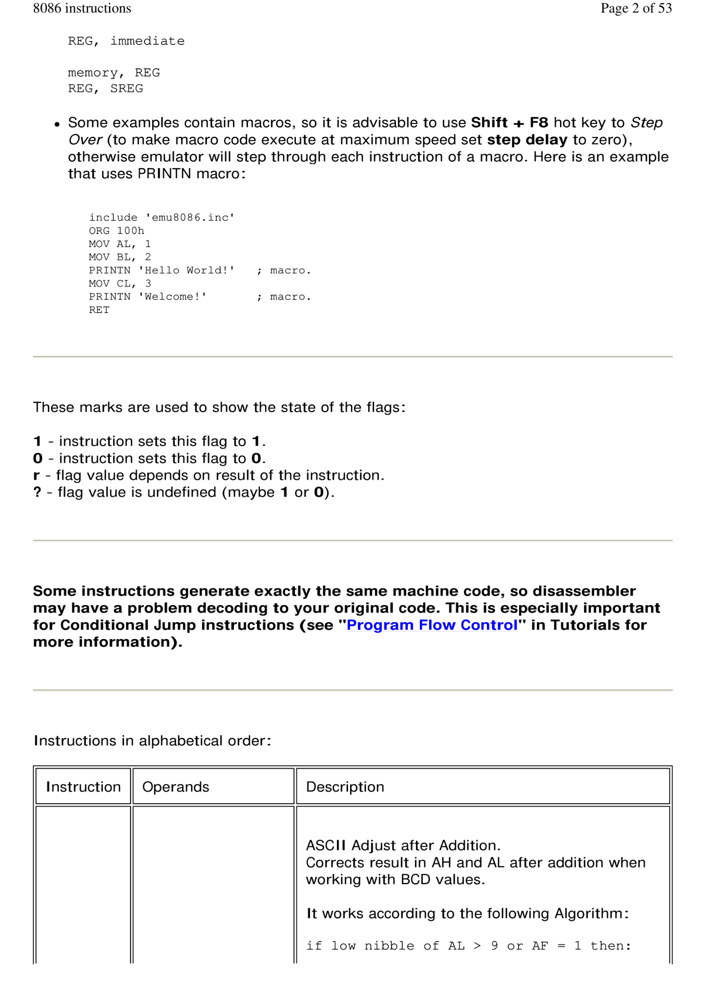 8086 instructions Page 2 of 53
REG, immediate
memory, REG
REG, SREG
• Some examples contain macros, so it is advisable to use Shift + F8 hot key to Step
Over (to make macro code execute at maximum speed set step delay to zero),
otherwise emulator will step through each instruction of a macro. Here is an example
that uses PRINTN macro:
include 'emu8086.inc'
ORG 100h
MOV AL, 1
MOV BL, 2
PRINTN 'Hello World!' ; macro.
MOV CL, 3
PRINTN 'Welcome!' ; macro.
RET
These marks are used to show the state of the flags:
1 - instruction sets this flag to 1.
0 - instruction sets this flag to 0.
r - flag value depends on result of the instruction.
? - flag value is undefined (maybe 1 or 0).
Some instructions generate exactly the same machine code, so disassembler
may have a problem decoding to your original code. This is especially important
for Conditional Jump instructions (see "Program Flow Control" in Tutorials for
more information).
Instructions in alphabetical order:
Instruction Operands Description
ASCII Adjust after Addition.
Corrects result in AH and AL after addition when
working with BCD values.
It works according to the following Algorithm:
if low nibble of AL > 9 or AF = 1 then: